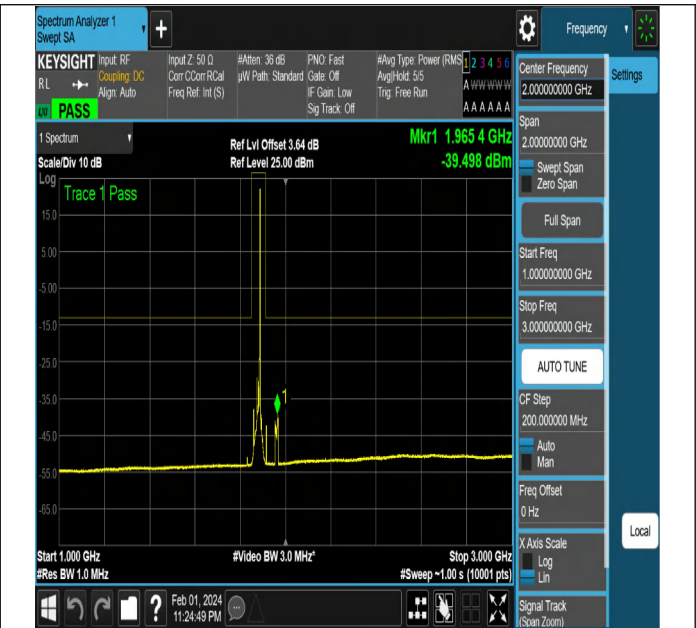 Spectrum Analyzer 1
Swept SA
+
Frequency
KEYSIGHT
RL
LXI
PASS
Input: RF
Coupling: DC
Align: Auto
Input Z: 50 Ω
Corr CCorr RCal
Freq Ref: Int (S)
#Atten: 36 dB
µW Path: Standard
PNO: Fast
Gate: Off
IF Gain: Low
Sig Track: Off
#Avg Type: Power (RMS
Avg|Hold: 5/5
Trig: Free Run
1 2 3 4 5 6
A W W W W W
A A A A A A
1 Spectrum
Scale/Div 10 dB
Log
Ref Lvl Offset 3.64 dB
Ref Level 25.00 dBm
Mkr1 1.965 4 GHz
-39.498 dBm
Trace 1 Pass
15.0
5.00
-5.00
-15.0
-25.0
-35.0
-45.0
-55.0
-65.0
1
Start 1.000 GHz
#Res BW 1.0 MHz
#Video BW 3.0 MHz*
Stop 3.000 GHz
#Sweep ~1.00 s (10001 pts)
Center Frequency
2.000000000 GHz
Settings
Span
2.00000000 GHz
Swept Span
Zero Span
Full Span
Start Freq
1.000000000 GHz
Stop Freq
3.000000000 GHz
AUTO TUNE
CF Step
200.000000 MHz
Auto
Man
Freq Offset
0 Hz
X Axis Scale
Log
Lin
Local
Signal Track
(Span Zoom)
?
Feb 01, 2024
11:24:49 PM